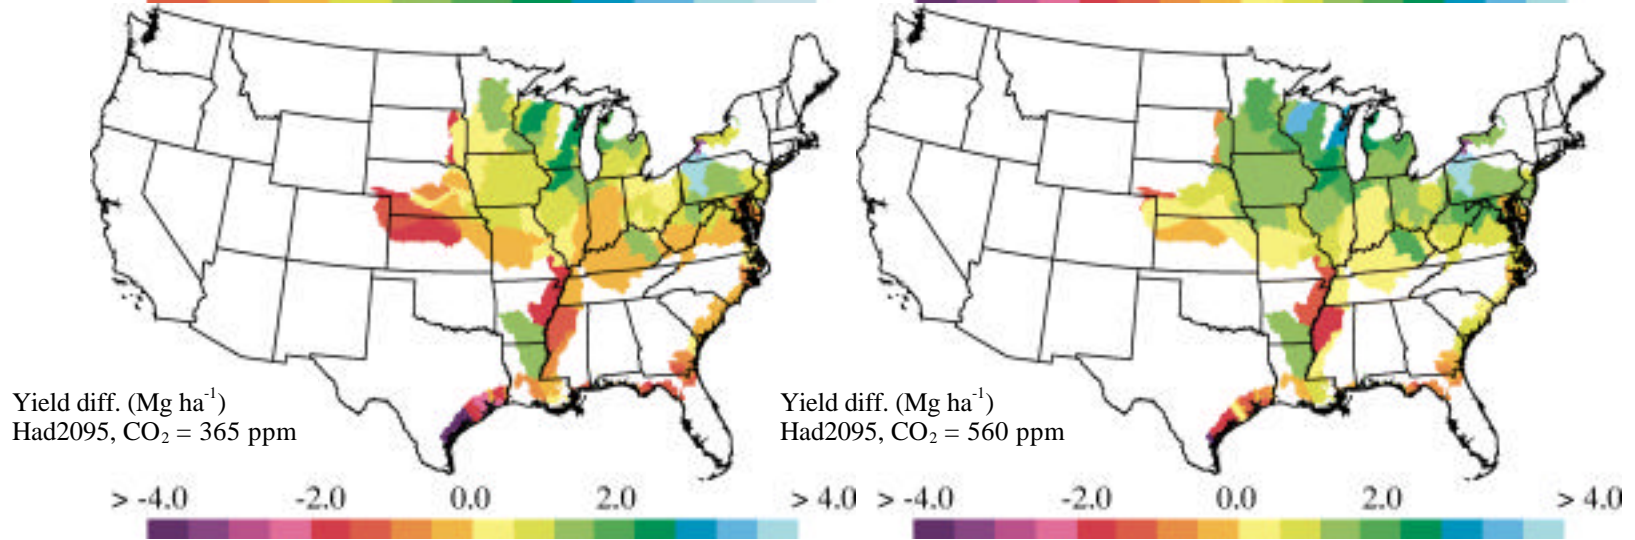 Yield diff. (Mg ha⁻¹)
Had2095, CO₂ = 365 ppm
> -4.0 -2.0 0.0 2.0 > 4.0
Yield diff. (Mg ha⁻¹)
Had2095, CO₂ = 560 ppm
> -4.0 -2.0 0.0 2.0 > 4.0